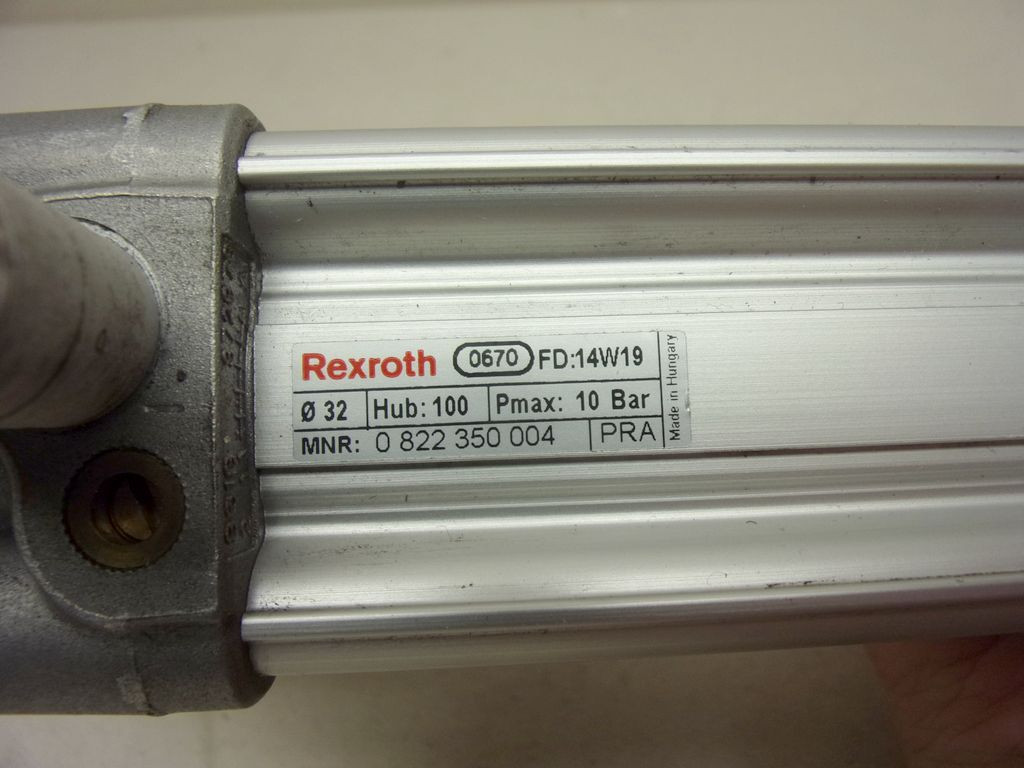 Rexroth 0670 FD:14W19
Ø 32 Hub: 100 Pmax: 10 Bar
MNR: 0 822 350 004 PRA
Made in Hungary